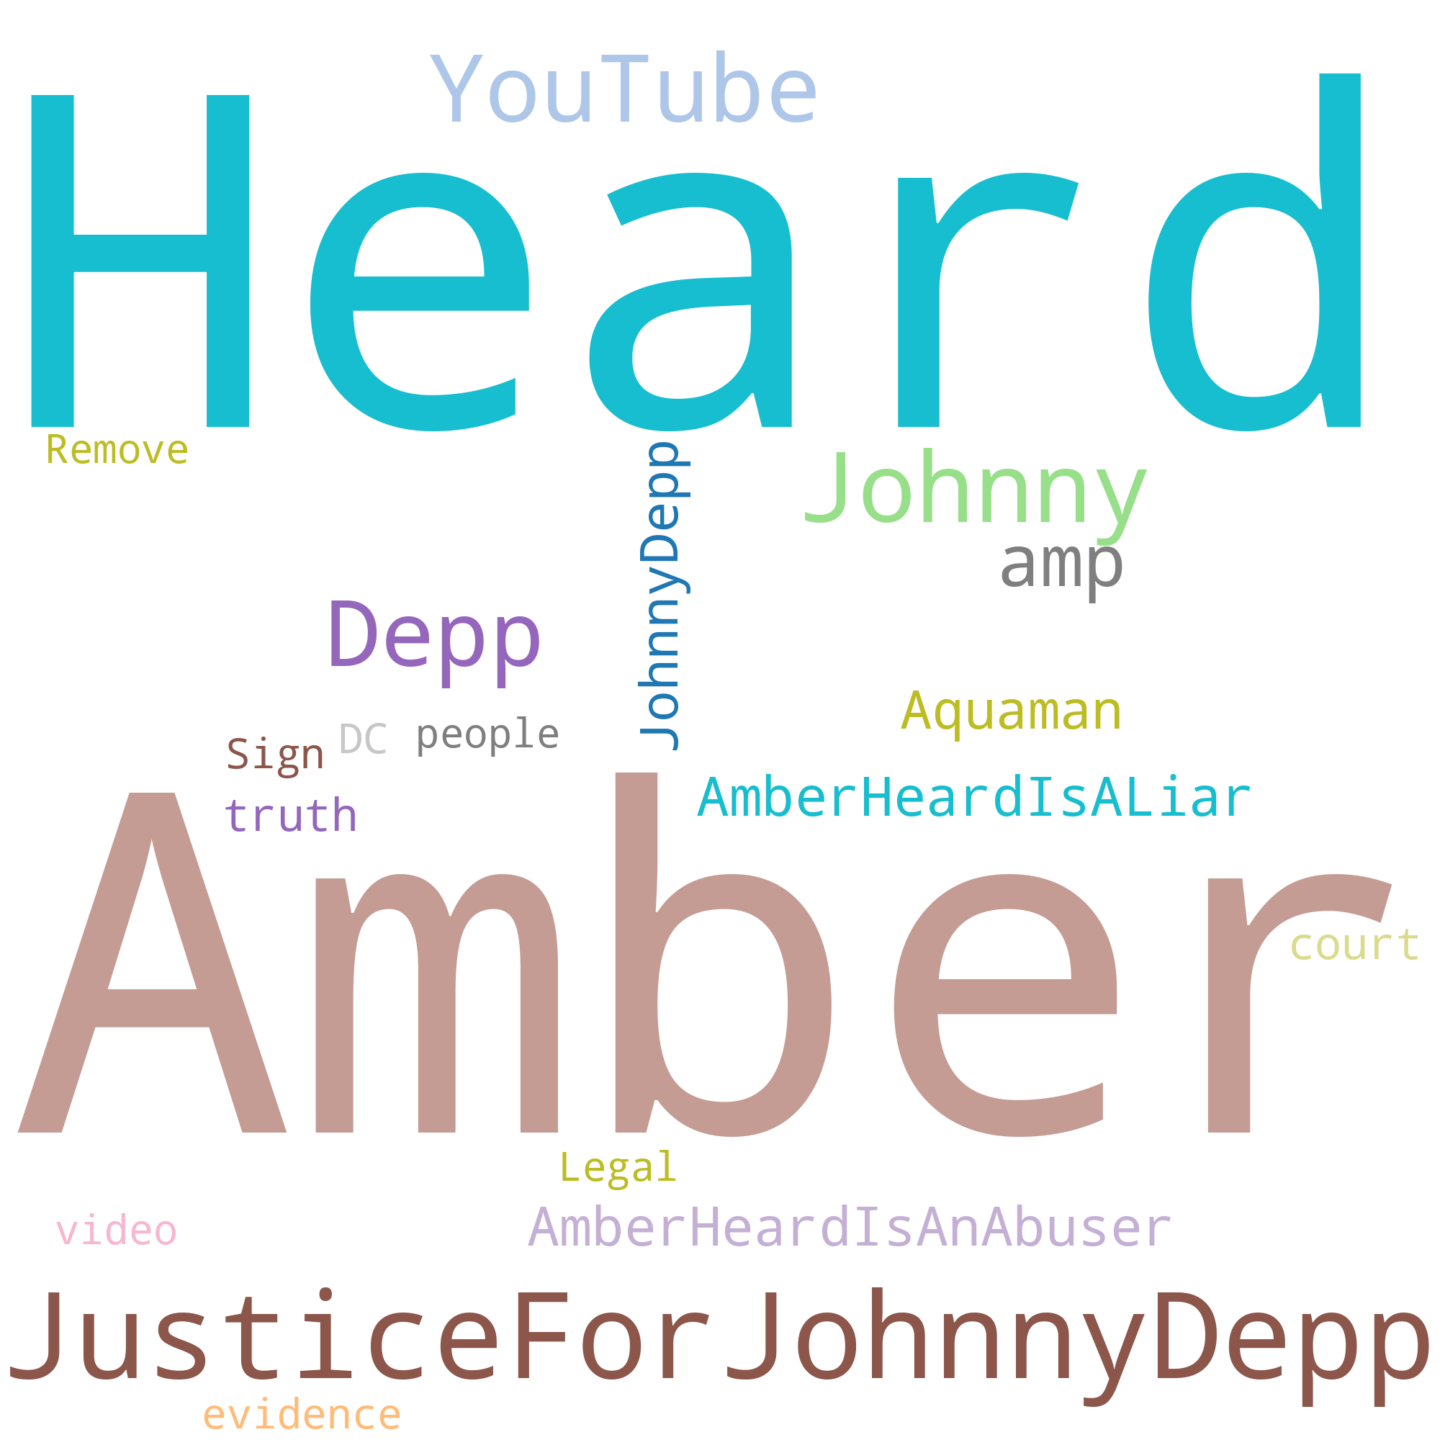 YouTube
Heard
Remove
JohnnyDepp
Johnny
amp
Depp
Aquaman
Sign
DC
people
truth
AmberHeardIsALiar
Amber
court
Legal
video
AmberHeardIsAnAbuser
JusticeForJohnnyDepp
evidence